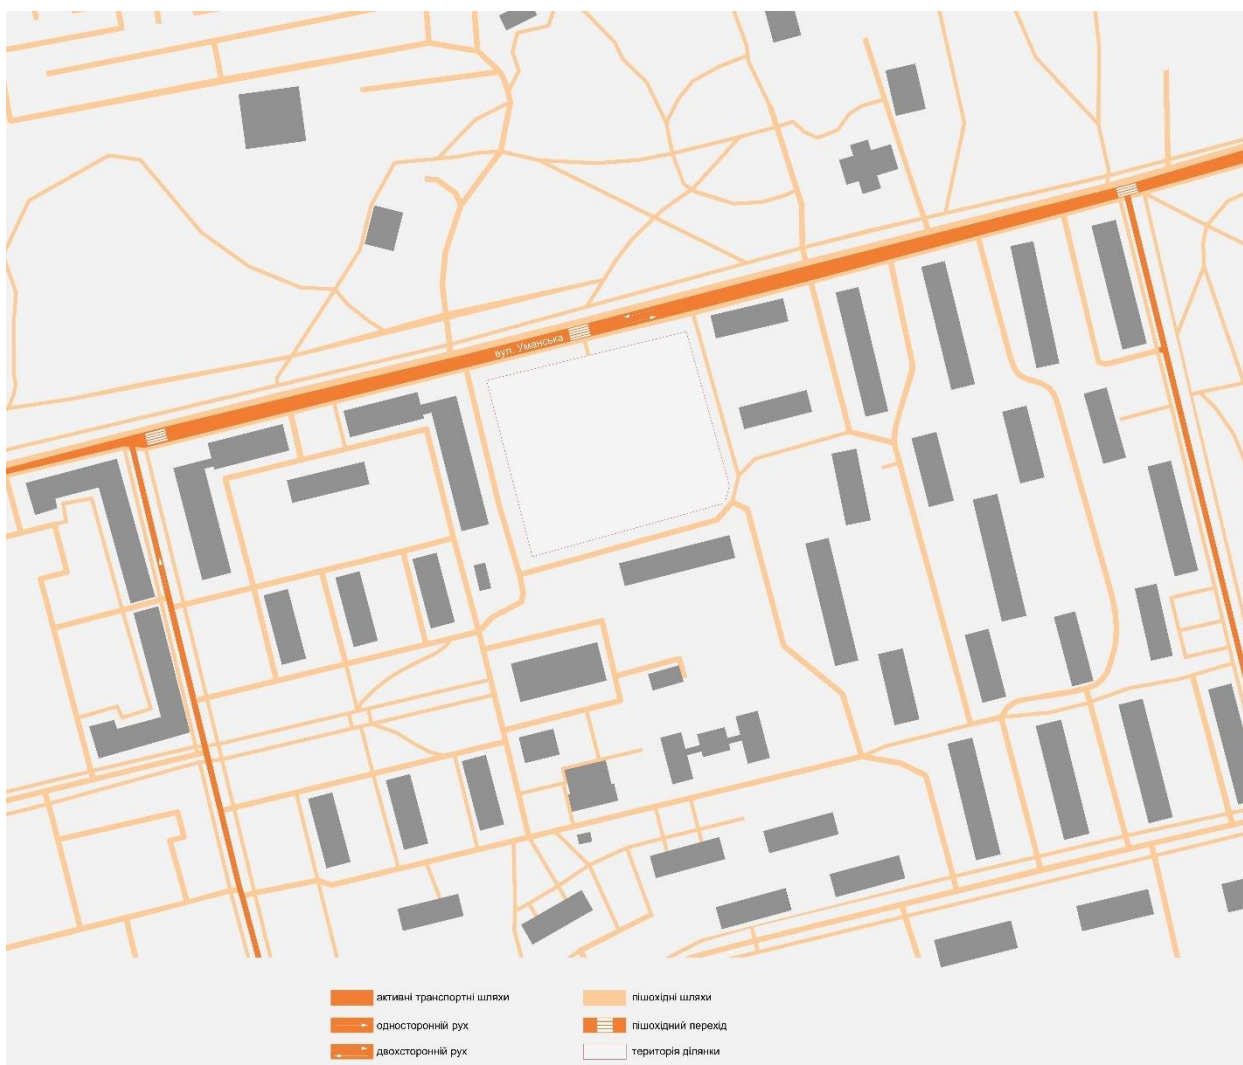 вул. Уманська
активні транспортні шляхи
односторонній рух
двохсторонній рух
пішохідні шляхи
пішохідний перехід
територія ділянки